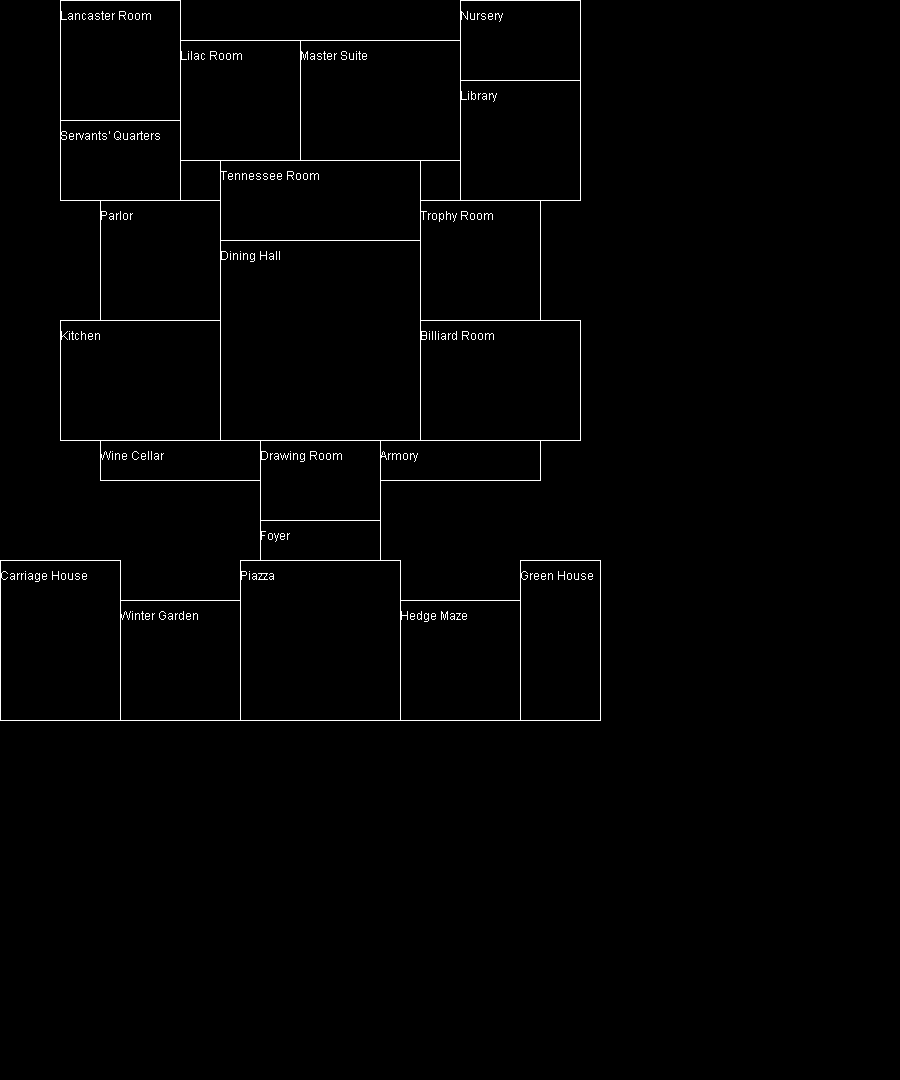 Lancaster Room
Nursery
Lilac Room
Master Suite
Library
Servants' Quarters
Tennessee Room
Parlor
Trophy Room
Dining Hall
Kitchen
Billiard Room
Wine Cellar
Drawing Room
Armory
Foyer
Carriage House
Piazza
Green House
Winter Garden
Hedge Maze